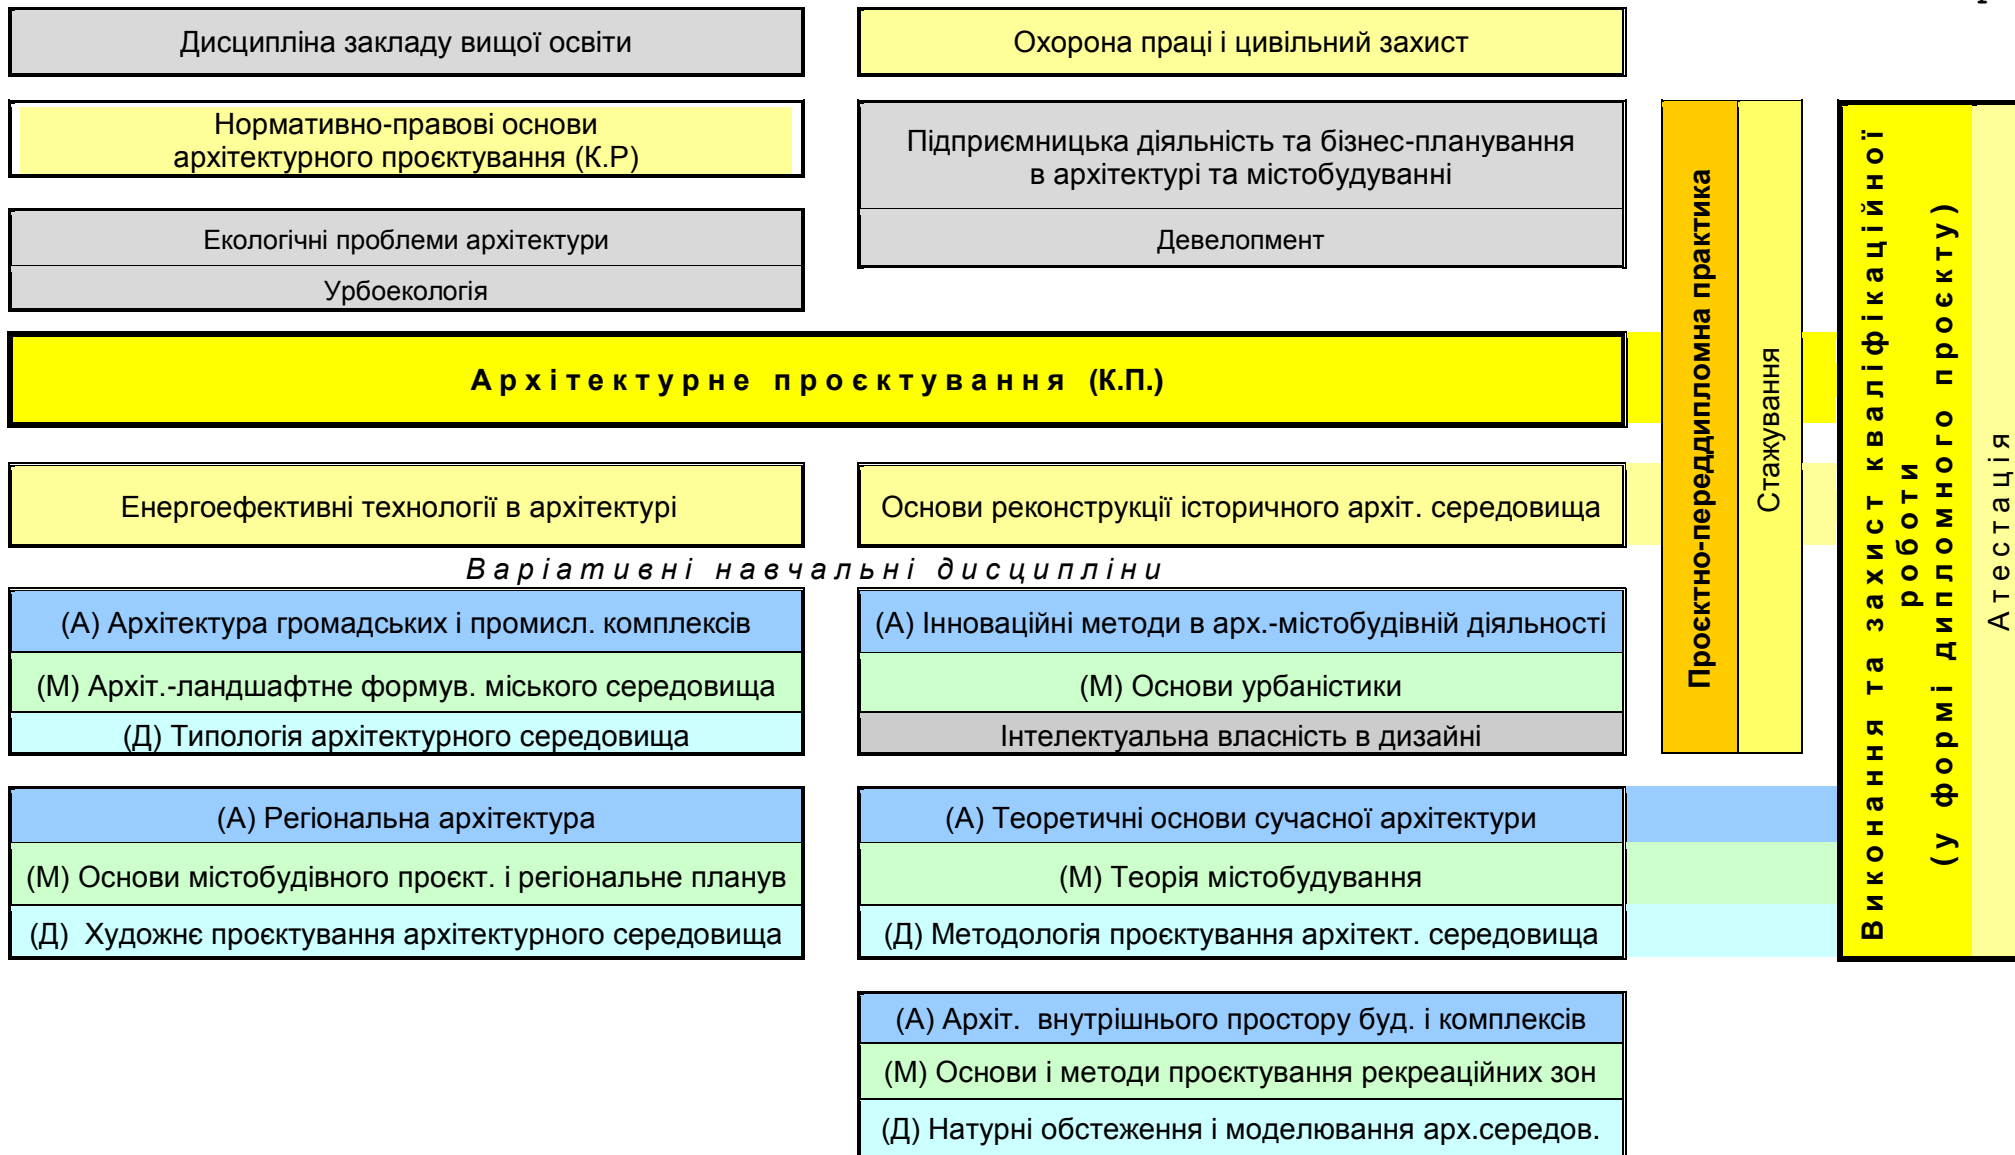 Дисципліна закладу вищої освіти
Охорона праці і цивільний захист
Нормативно-правові основи
архітектурного проєктування (К.Р)
Підприємницька діяльність та бізнес-планування
в архітектурі та містобудуванні
Екологічні проблеми архітектури
Девелопмент
Урбоекологія
Архітектурне проєктування (К.П.)
Енергоефективні технології в архітектурі
Основи реконструкції історичного архіт. середовища
Варіативні навчальні дисципліни
(А) Архітектура громадських і промисл. комплексів
(А) Інноваційні методи в арх.-містобудівній діяльності
(М) Архіт.-ландшафтне формув. міського середовища
(М) Основи урбаністики
(Д) Типологія архітектурного середовища
Інтелектуальна власність в дизайні
(А) Регіональна архітектура
(А) Теоретичні основи сучасної архітектури
(М) Основи містобудівного проєкт. і регіональне планув
(М) Теорія містобудування
(Д) Художнє проєктування архітектурного середовища
(Д) Методологія проєктування архітект. середовища
(А) Архіт. внутрішнього простору буд. і комплексів
(М) Основи і методи проєктування рекреаційних зон
(Д) Натурні обстеження і моделювання арх.середов.
Проєктно-переддипломна практика
Стажування
Виконання та захист кваліфікаційної
роботи
(у формі дипломного проєкту)
Атестація